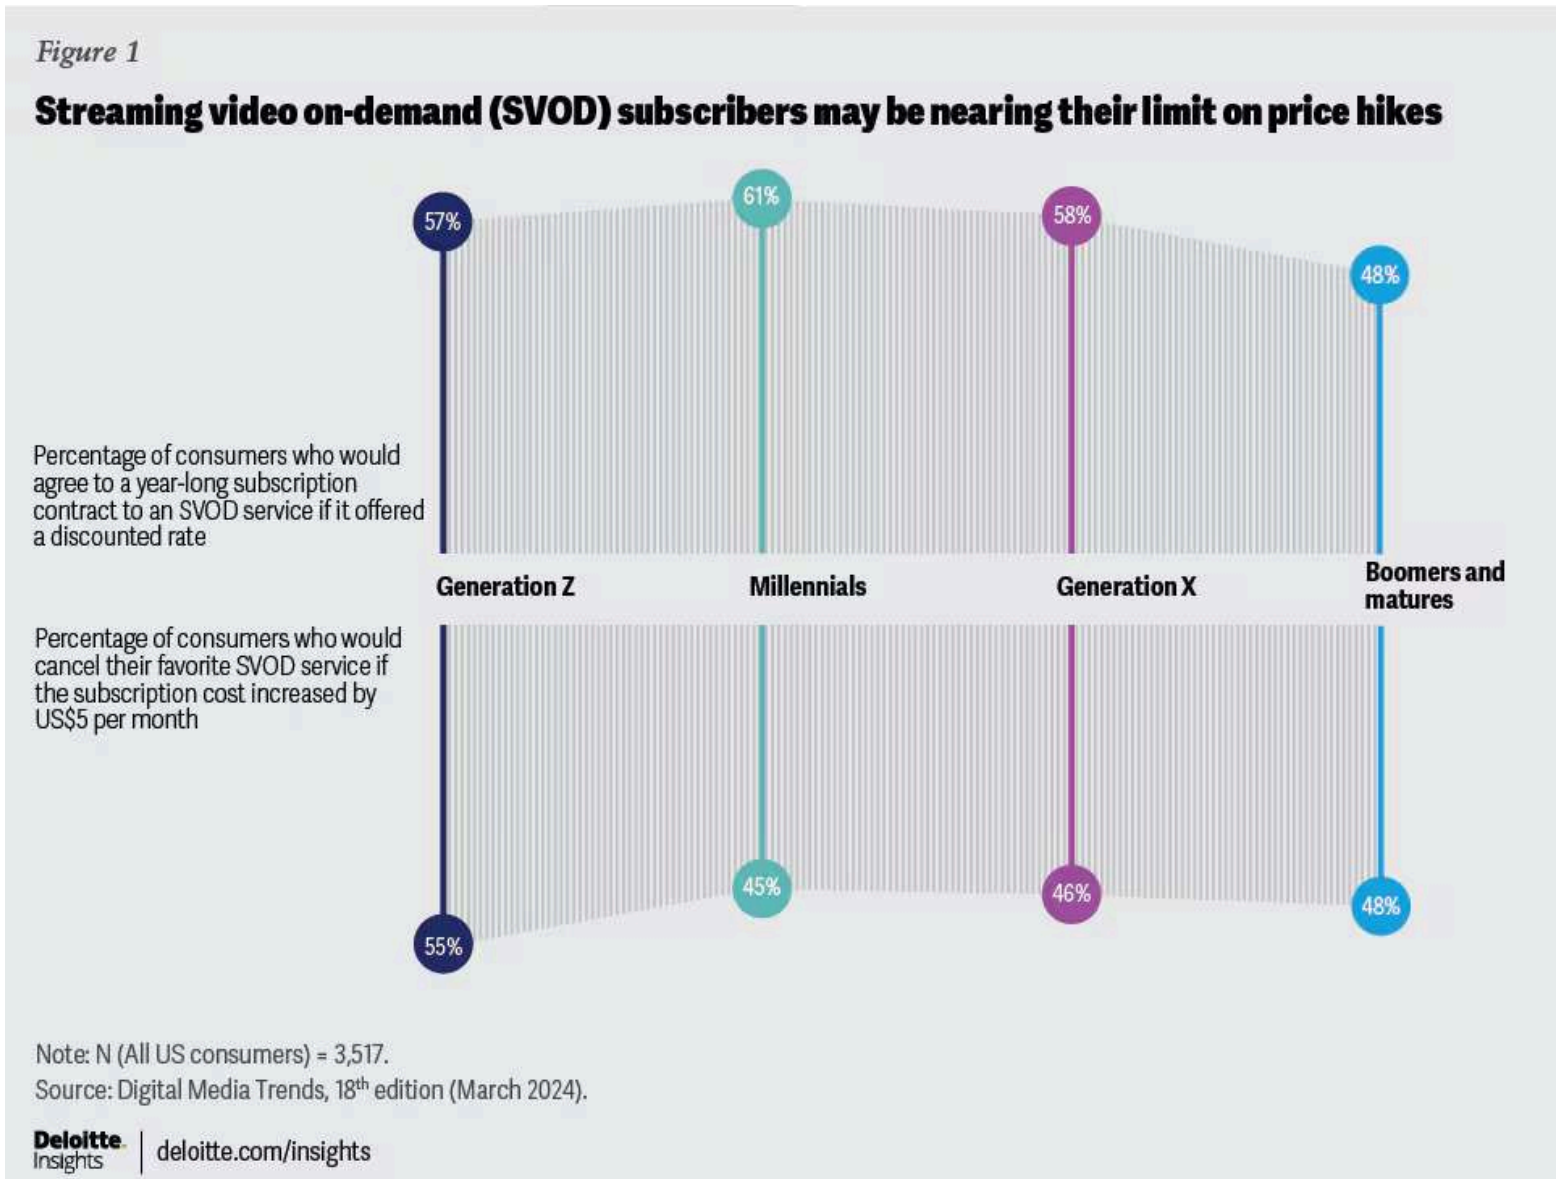 Figure 1
Streaming video on-demand (SVOD) subscribers may be nearing their limit on price hikes
57%
61%
58%
48%
Percentage of consumers who would
agree to a year-long subscription
contract to an SVOD service if it offered
a discounted rate
Generation Z
Millennials
Generation X
Boomers and
matures
Percentage of consumers who would
cancel their favorite SVOD service if
the subscription cost increased by
US$5 per month
55%
45%
46%
48%
Note: N (All US consumers) = 3,517.
Source: Digital Media Trends, 18th edition (March 2024).
Deloitte.
Insights
deloitte.com/insights